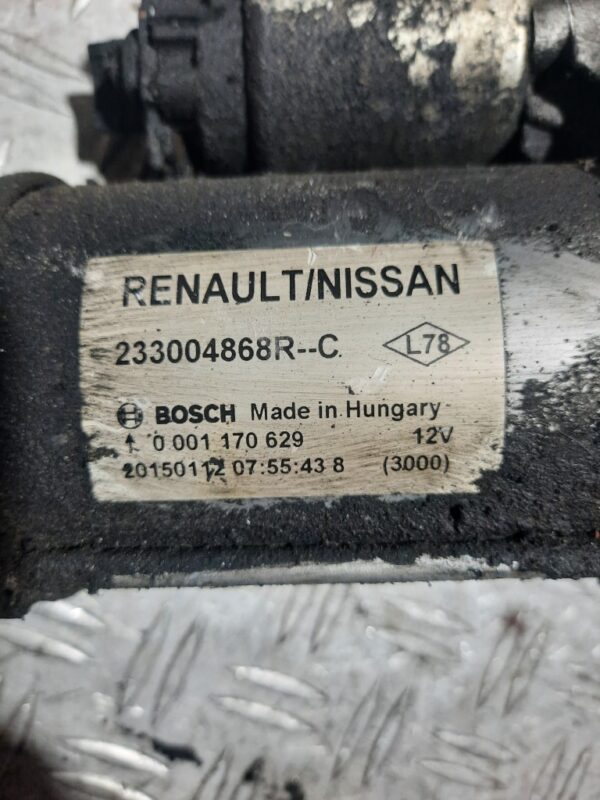 RENAULT/NISSAN
233004868R--C L78
BOSCH Made in Hungary
0 001 170 629 12V
20150112 07:55:43 8 (3000)